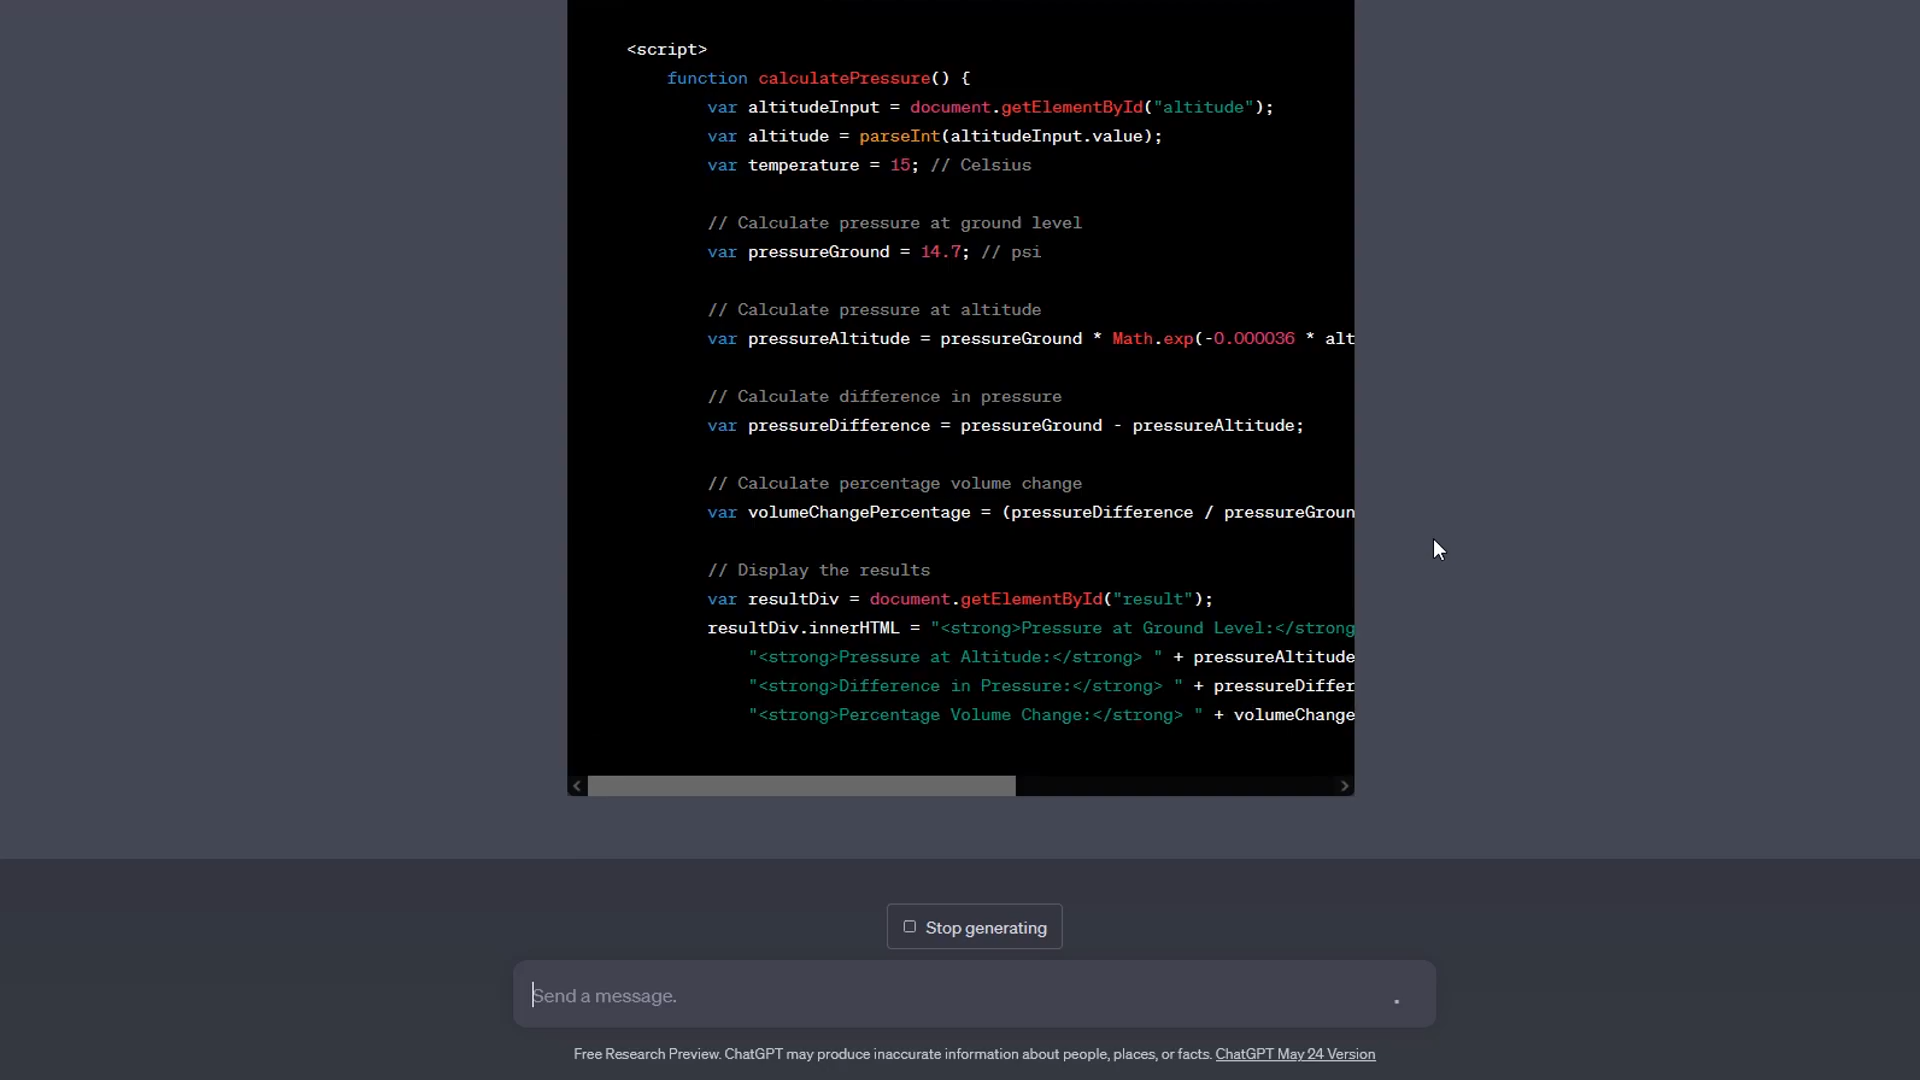 <script>
function calculatePressure() {
var altitudeInput = document.getElementById("altitude");
var altitude = parseInt(altitudeInput.value);
var temperature = 15; // Celsius
// Calculate pressure at ground level
var pressureGround = 14.7; // psi
// Calculate pressure at altitude
var pressureAltitude = pressureGround * Math.exp(-0.000036 * alt
// Calculate difference in pressure
var pressureDifference = pressureGround - pressureAltitude;
// Calculate percentage volume change
var volumeChangePercentage = (pressureDifference / pressureGroun
// Display the results
var resultDiv = document.getElementById("result");
resultDiv.innerHTML = "<strong>Pressure at Ground Level:</strong
"<strong>Pressure at Altitude:</strong> " + pressureAltitude
"<strong>Difference in Pressure:</strong> " + pressureDiffer
"<strong>Percentage Volume Change:</strong> " + volumeChange
Stop generating
Send a message.
Free Research Preview. ChatGPT may produce inaccurate information about people, places, or facts. ChatGPT May 24 Version